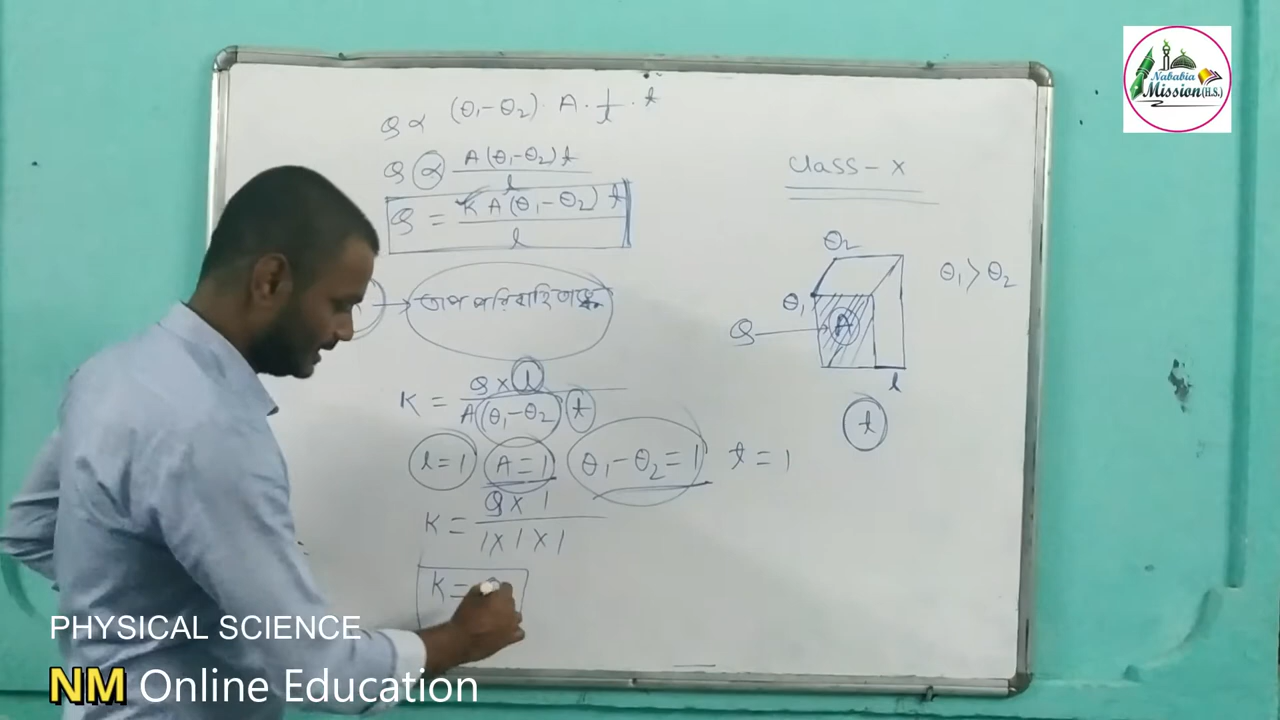 Q ∝ (θ₁-θ₂) · A · 1/l · t
Q ∝ A(θ₁-θ₂)t / l
Q = K A(θ₁-θ₂) t / l
→ তাপ পরিবাহিতাঙ্ক
K = Q × l / A(θ₁-θ₂) t
l = 1 A = 1 θ₁-θ₂ = 1 t = 1
K = Q × 1 / 1 × 1 × 1
K =
Class - X
θ₂
θ₁ > θ₂
θ₁
Q → A
l
t
Nababia
Mission(H.S.)
PHYSICAL SCIENCE
NM Online Education